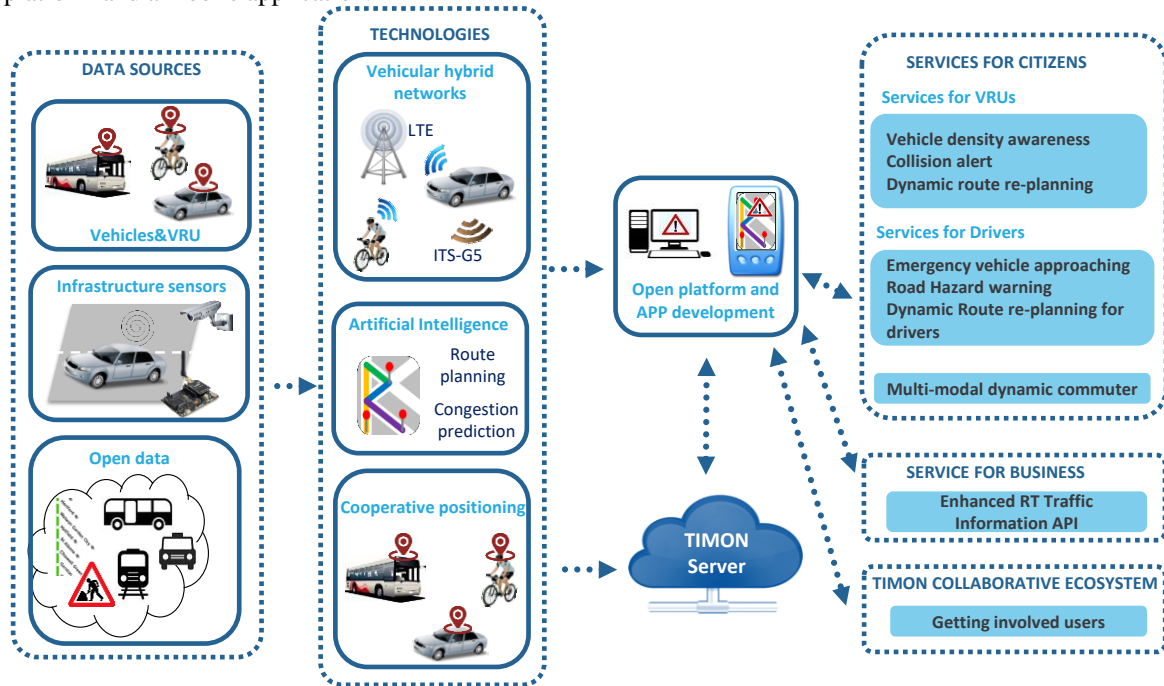 DATA SOURCES
Vehicles&VRU
Infrastructure sensors
Open data
TECHNOLOGIES
Vehicular hybrid
networks
LTE
ITS-G5
Artificial Intelligence
Route
planning
Congestion
prediction
Cooperative positioning
Open platform and
APP development
TIMON
Server
SERVICES FOR CITIZENS
Services for VRUs
Vehicle density awareness
Collision alert
Dynamic route re-planning
Services for Drivers
Emergency vehicle approaching
Road Hazard warning
Dynamic Route re-planning for
drivers
Multi-modal dynamic commuter
SERVICE FOR BUSINESS
Enhanced RT Traffic
Information API
TIMON COLLABORATIVE ECOSYSTEM
Getting involved users